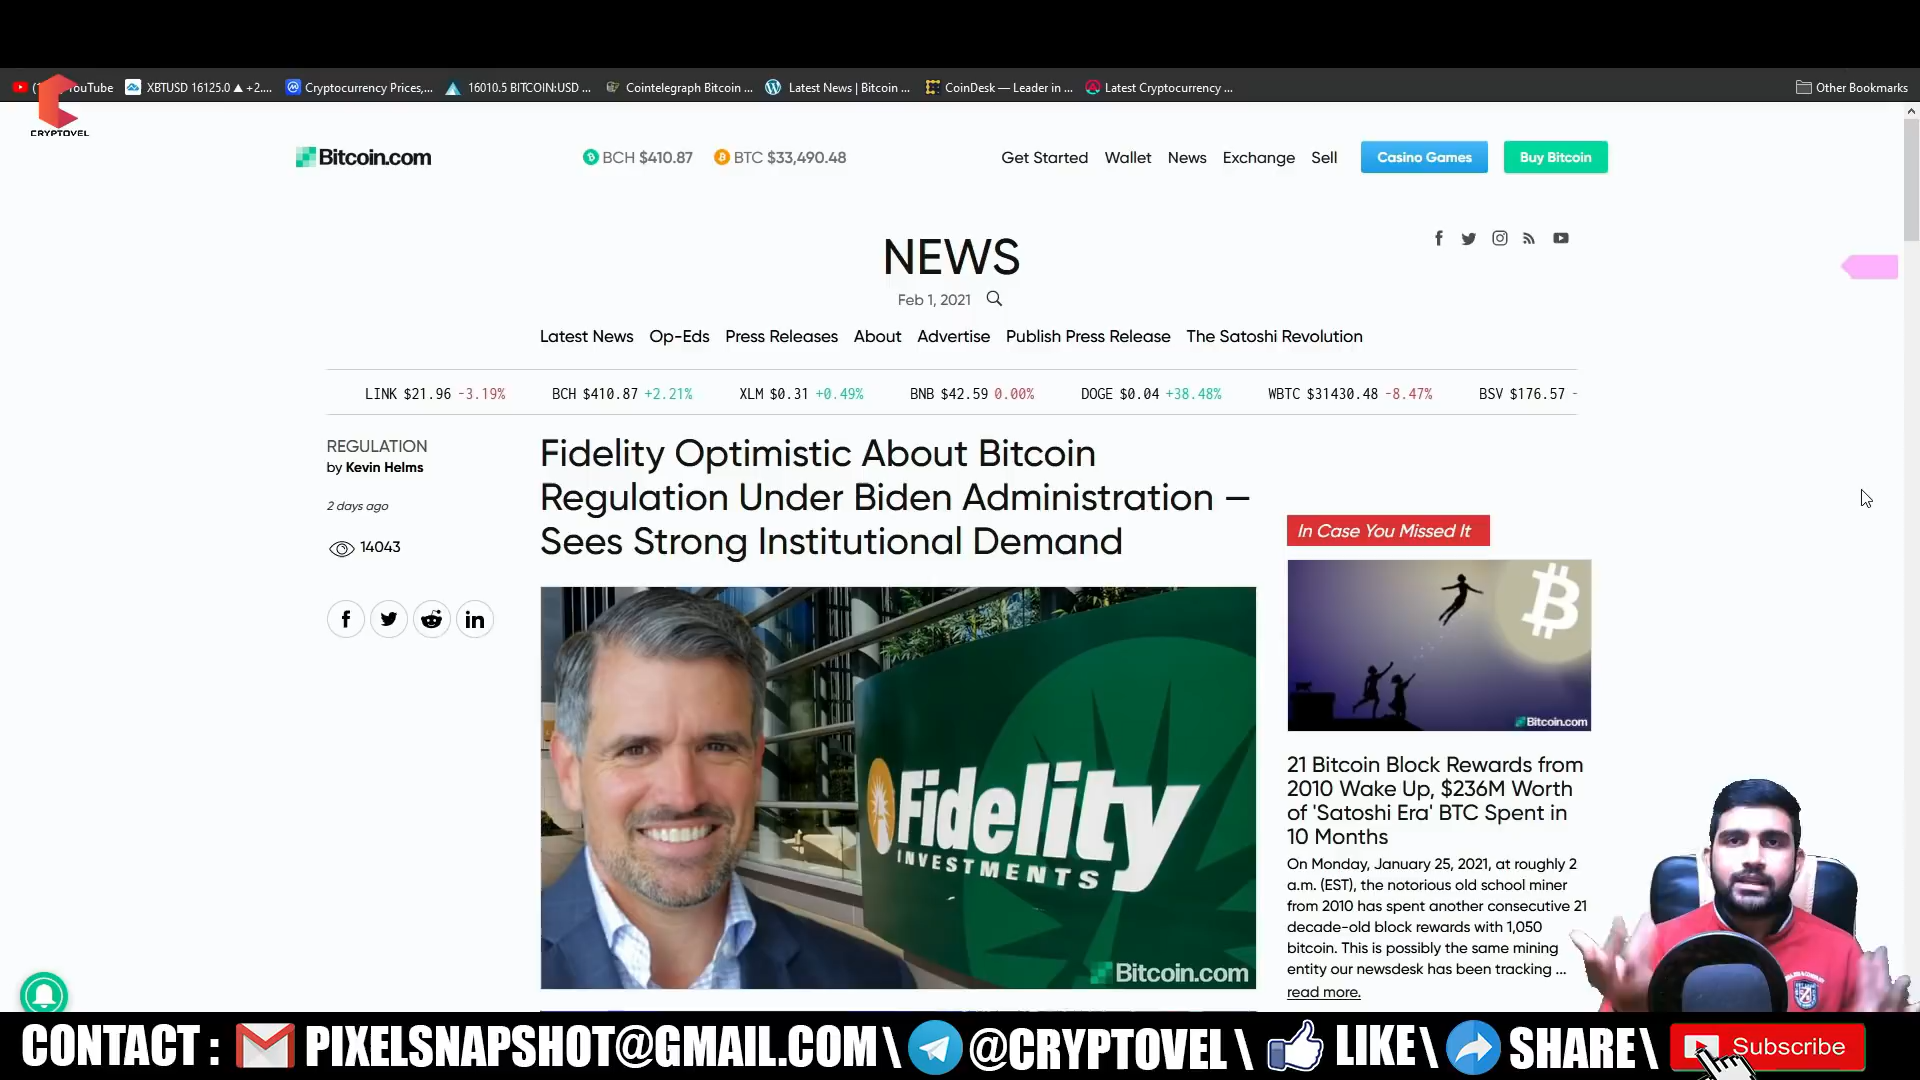 YouTube
XBTUSD 16125.0 ▲ +2....
Cryptocurrency Prices,...
16010.5 BITCOIN:USD ...
Cointelegraph Bitcoin ...
Latest News | Bitcoin ...
CoinDesk — Leader in ...
Latest Cryptocurrency ...
Other Bookmarks
CRYPTOVEL
Bitcoin.com
BCH $410.87
BTC $33,490.48
Get Started
Wallet
News
Exchange
Sell
Casino Games
Buy Bitcoin
NEWS
Feb 1, 2021
Latest News
Op-Eds
Press Releases
About
Advertise
Publish Press Release
The Satoshi Revolution
LINK $21.96 -3.19%
BCH $410.87 +2.21%
XLM $0.31 +0.49%
BNB $42.59 0.00%
DOGE $0.04 +38.48%
WBTC $31430.48 -8.47%
BSV $176.57 -
REGULATION
by Kevin Helms
2 days ago
14043
Fidelity Optimistic About Bitcoin
Regulation Under Biden Administration —
Sees Strong Institutional Demand
Fidelity
INVESTMENTS
Bitcoin.com
In Case You Missed It
Bitcoin.com
21 Bitcoin Block Rewards from
2010 Wake Up, $236M Worth
of 'Satoshi Era' BTC Spent in
10 Months
On Monday, January 25, 2021, at roughly 2
a.m. (EST), the notorious old school miner
from 2010 has spent another consecutive 21
decade-old block rewards with 1,050
bitcoin. This is possibly the same mining
entity our newsdesk has been tracking ...
read more.
CONTACT : PIXELSNAPSHOT@GMAIL.COM \ @CRYPTOVEL \ LIKE \ SHARE \ Subscribe